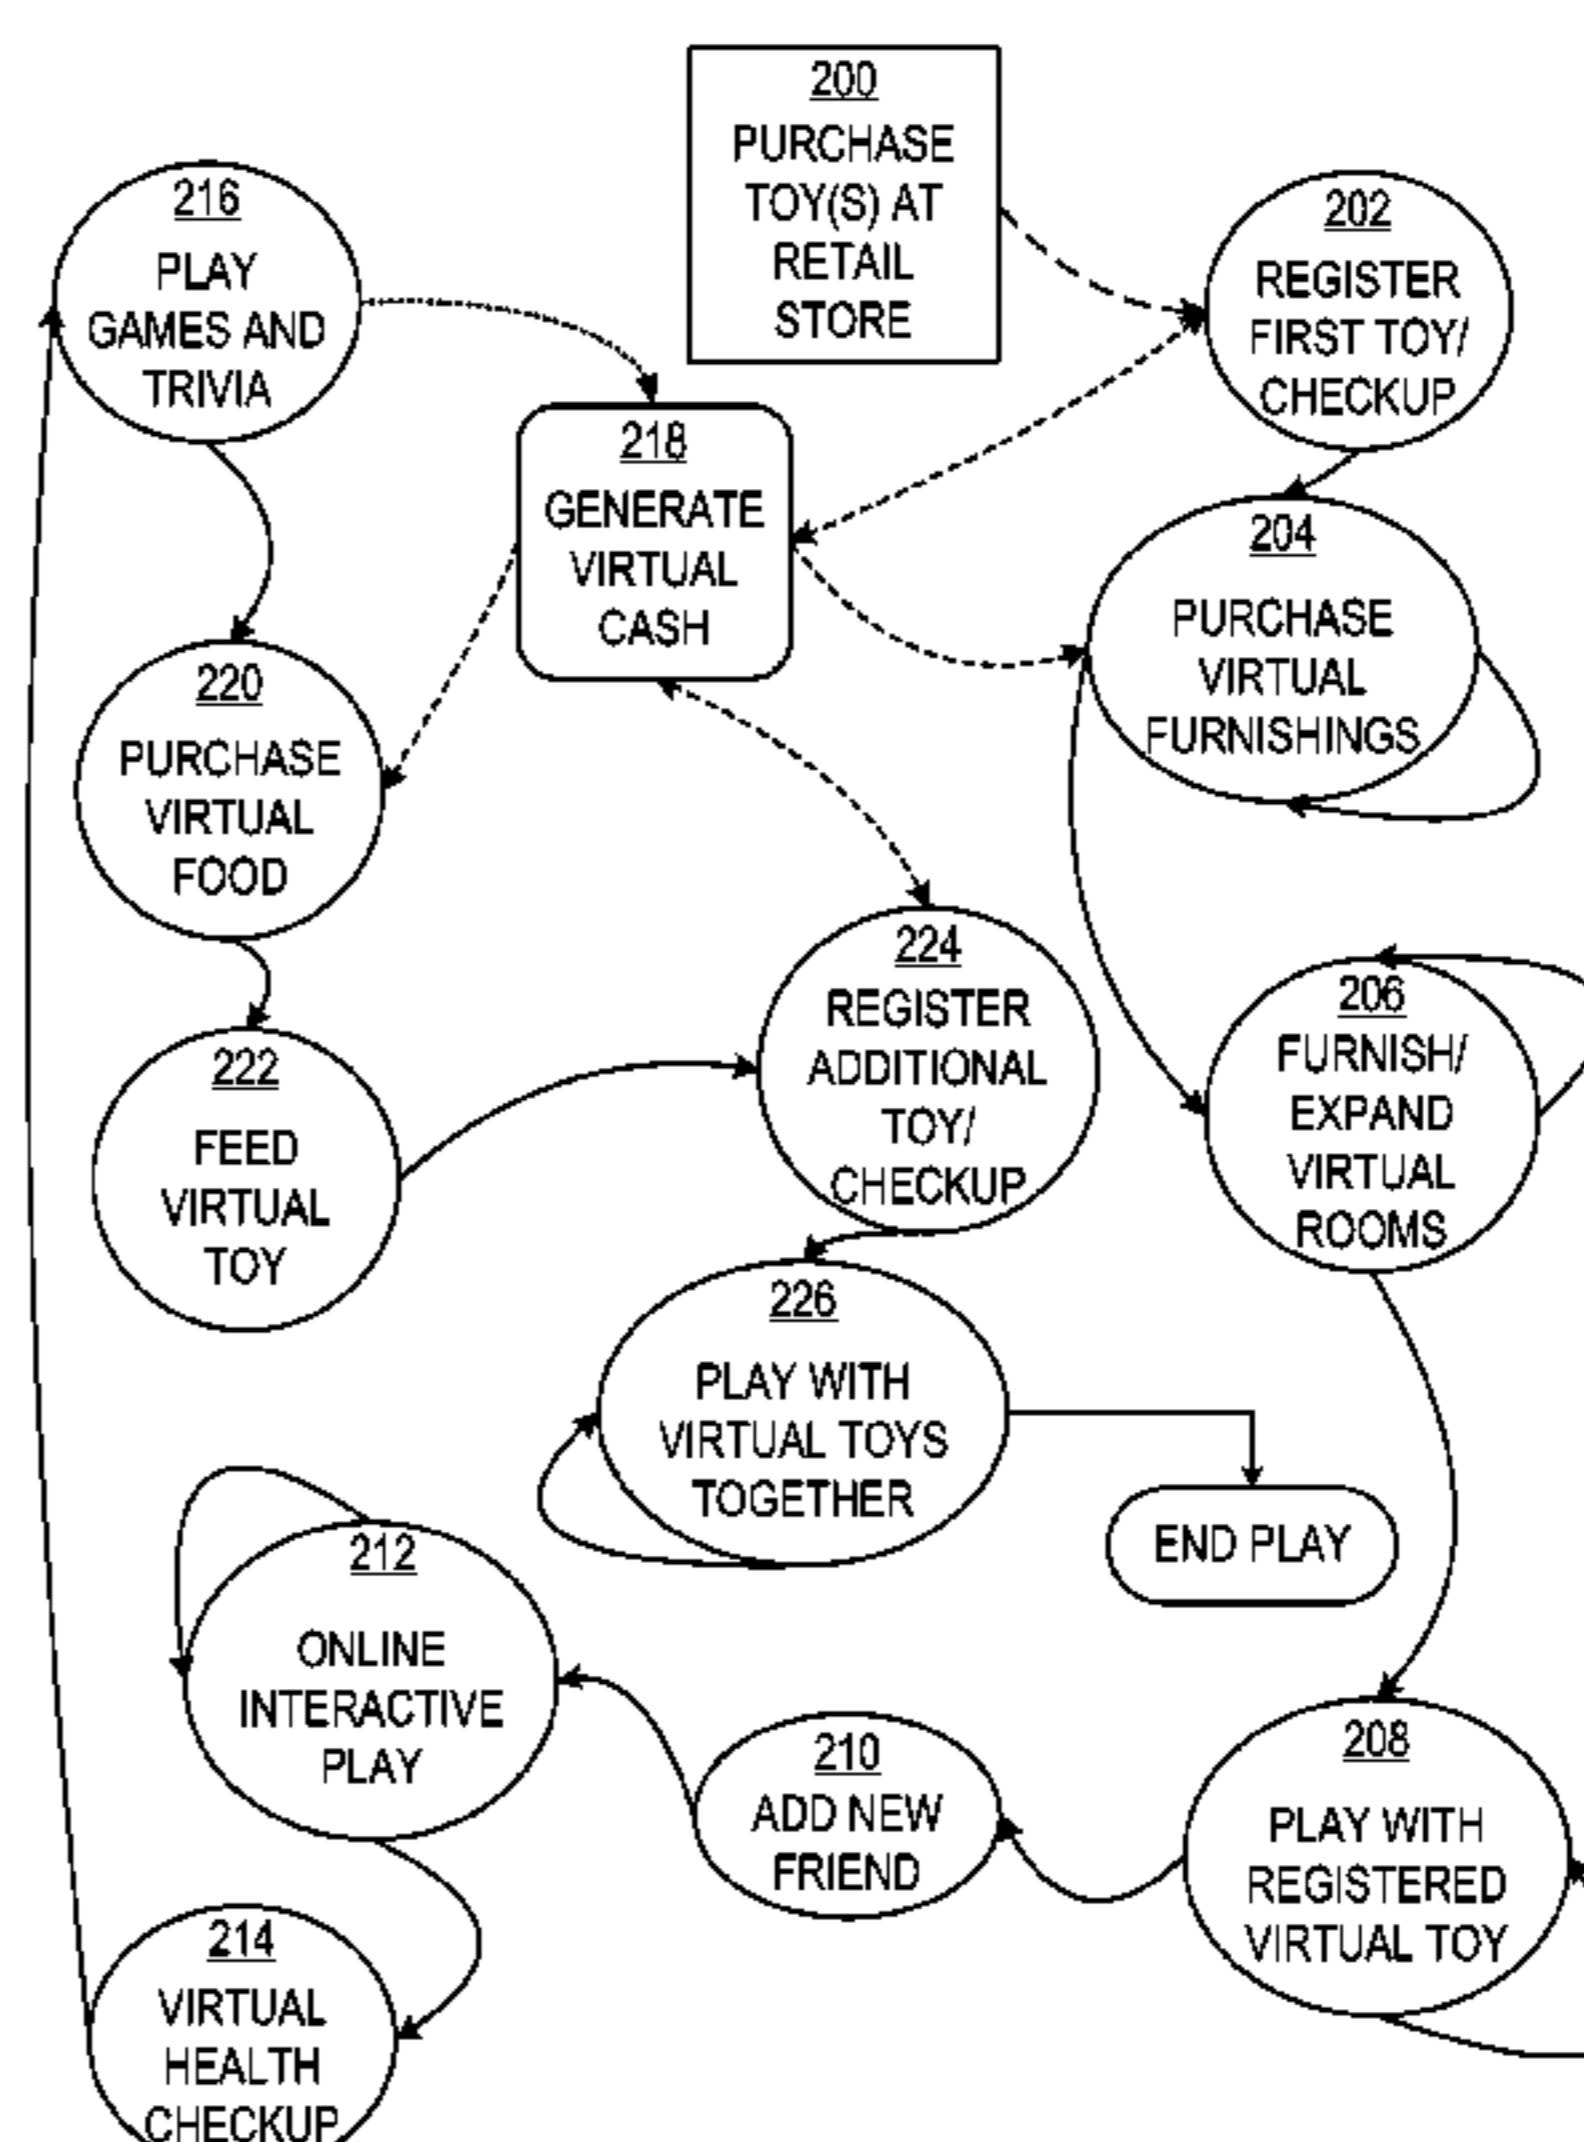 200
PURCHASE
TOY(S) AT
RETAIL
STORE
216
PLAY
GAMES AND
TRIVIA
202
REGISTER
FIRST TOY/
CHECKUP
218
GENERATE
VIRTUAL
CASH
204
PURCHASE
VIRTUAL
FURNISHINGS
220
PURCHASE
VIRTUAL
FOOD
224
REGISTER
ADDITIONAL
TOY/
CHECKUP
206
FURNISH/
EXPAND
VIRTUAL
ROOMS
222
FEED
VIRTUAL
TOY
226
PLAY WITH
VIRTUAL TOYS
TOGETHER
END PLAY
212
ONLINE
INTERACTIVE
PLAY
210
ADD NEW
FRIEND
208
PLAY WITH
REGISTERED
VIRTUAL TOY
214
VIRTUAL
HEALTH
CHECKUP